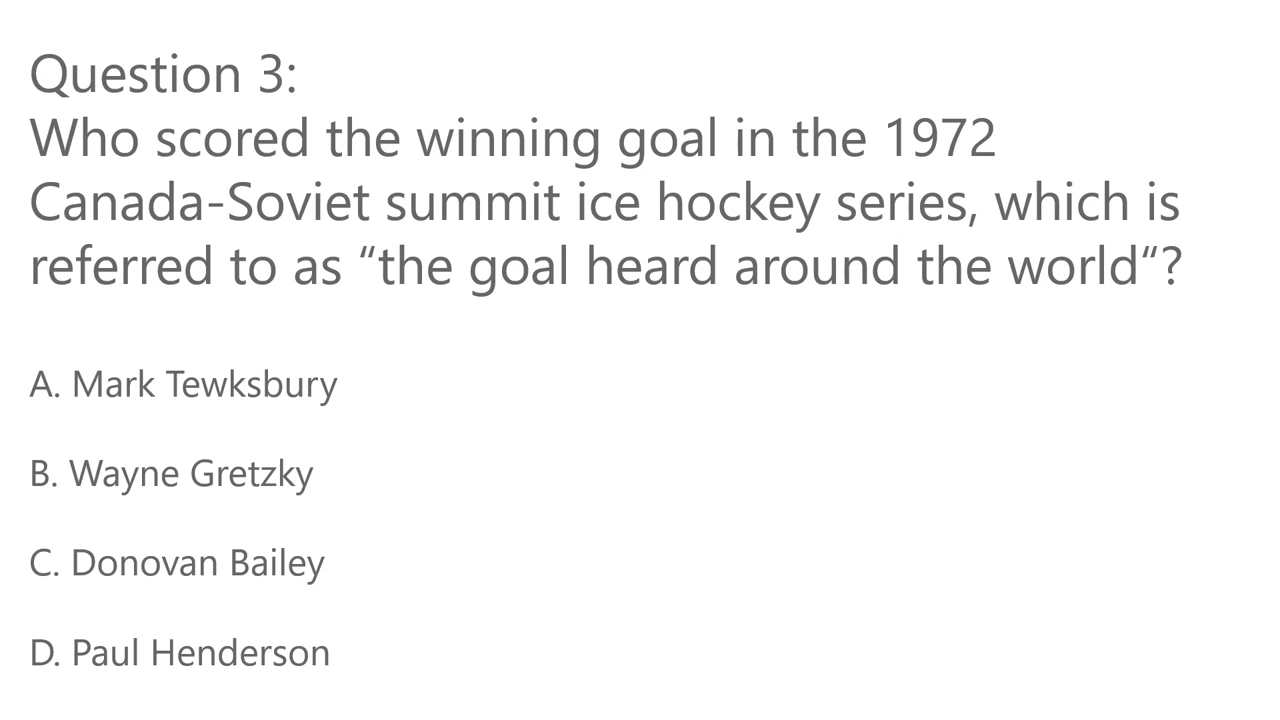 Question 3:
Who scored the winning goal in the 1972
Canada-Soviet summit ice hockey series, which is
referred to as “the goal heard around the world“?
A. Mark Tewksbury
B. Wayne Gretzky
C. Donovan Bailey
D. Paul Henderson